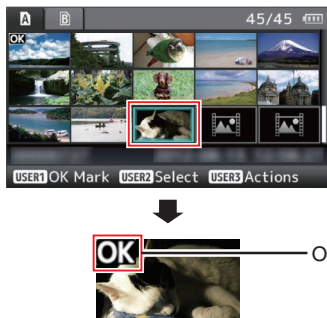 A B 45/45
OK
USER1 OK Mark USER2 Select USER3 Actions
OK O